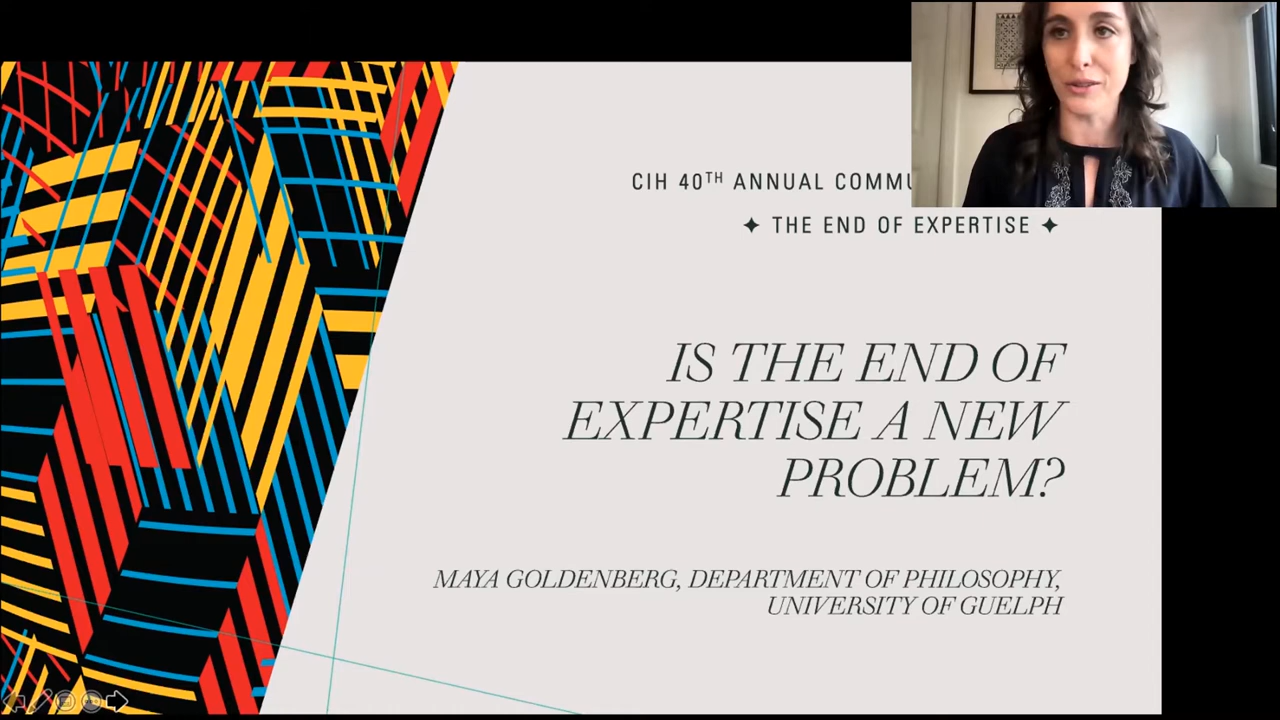 CIH 40TH ANNUAL
✦ THE END OF EXPERTISE ✦
IS THE END OF
EXPERTISE A NEW
PROBLEM?
MAYA GOLDENBERG, DEPARTMENT OF PHILOSOPHY,
UNIVERSITY OF GUELPH